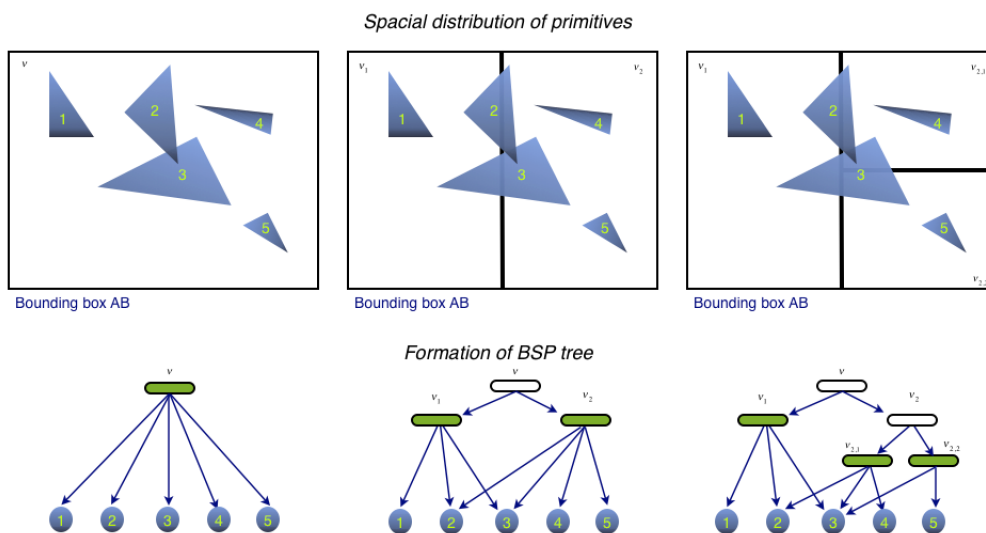 Spacial distribution of primitives
v
1
2
3
4
5
Bounding box AB
v₁
v₂
1
2
3
4
5
Bounding box AB
v₁
v₂,₁
1
2
3
4
5
v₂,₂
Bounding box AB
Formation of BSP tree
v
1 2 3 4 5
v
v₁ v₂
1 2 3 4 5
v
v₁ v₂
v₂,₁ v₂,₂
1 2 3 4 5